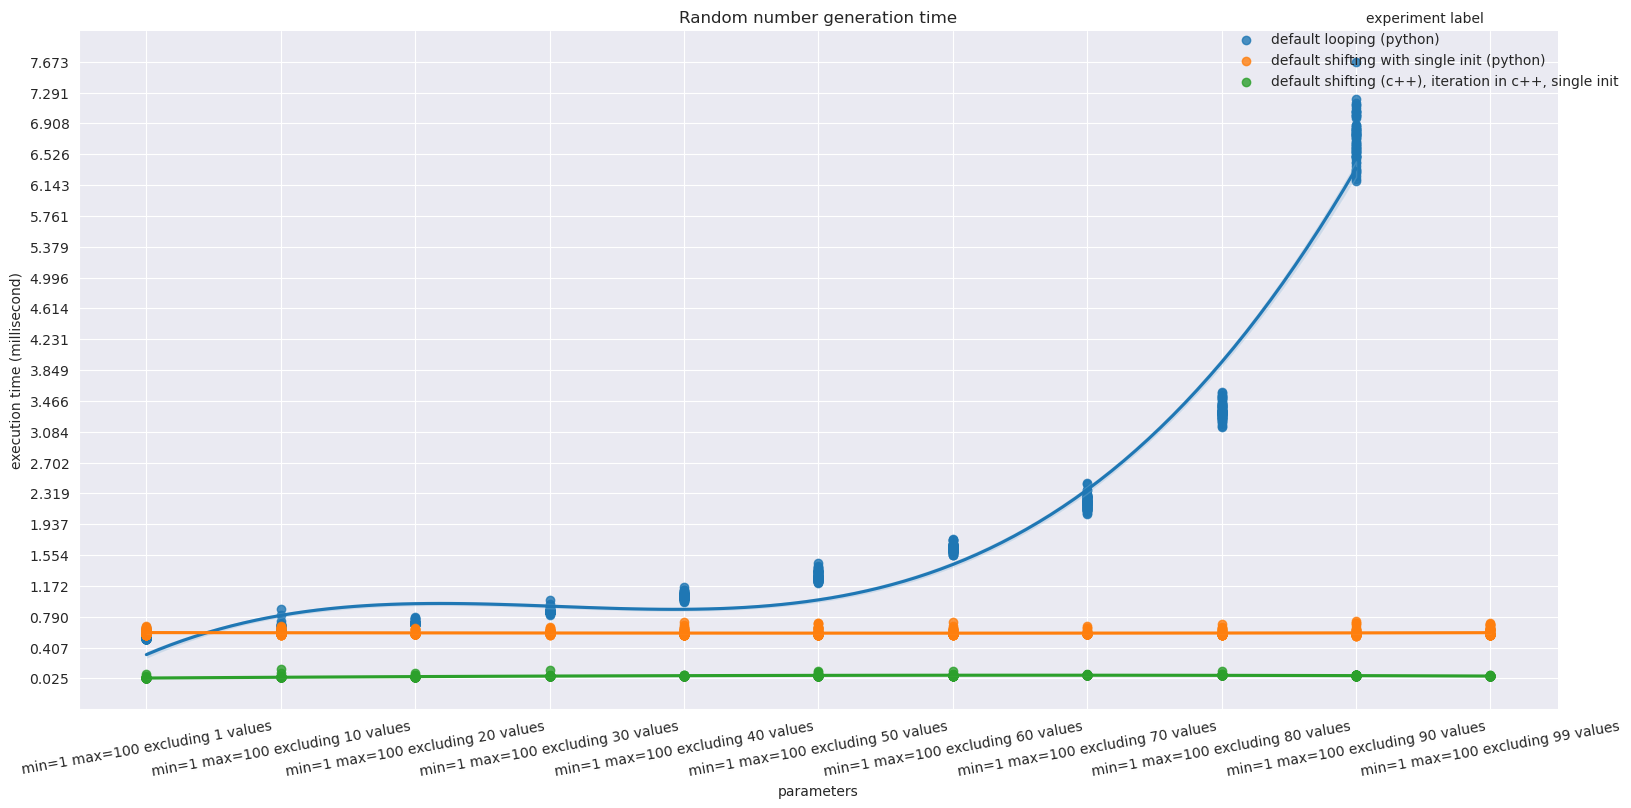 Random number generation time
experiment label
default looping (python)
default shifting with single init (python)
default shifting (c++), iteration in c++, single init
7.673
7.291
6.908
6.526
6.143
5.761
5.379
4.996
4.614
4.231
3.849
3.466
3.084
2.702
2.319
1.937
1.554
1.172
0.790
0.407
0.025
execution time (millisecond)
min=1 max=100 excluding 1 values
min=1 max=100 excluding 10 values
min=1 max=100 excluding 20 values
min=1 max=100 excluding 30 values
min=1 max=100 excluding 40 values
min=1 max=100 excluding 50 values
min=1 max=100 excluding 60 values
min=1 max=100 excluding 70 values
min=1 max=100 excluding 80 values
min=1 max=100 excluding 90 values
min=1 max=100 excluding 99 values
parameters